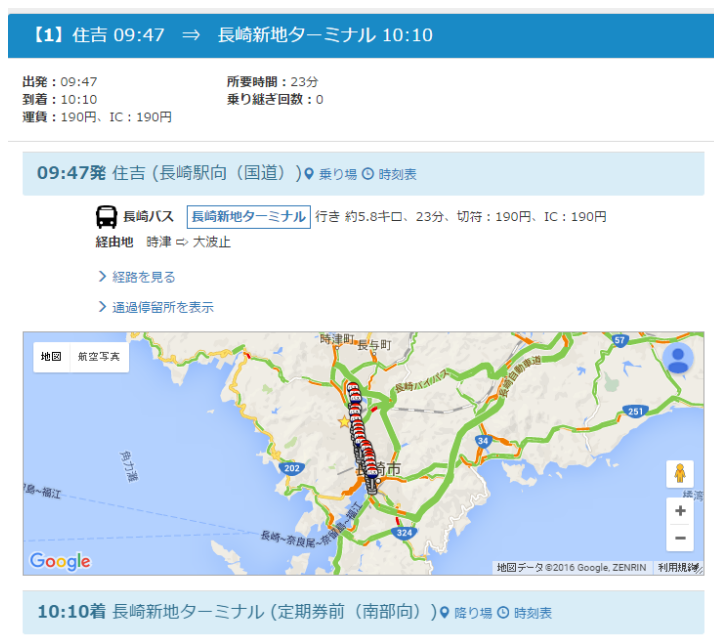 【1】住吉 09:47 ⇒ 長崎新地ターミナル 10:10
出発：09:47 所要時間：23分
到着：10:10 乗り継ぎ回数：0
運賃：190円、IC：190円
09:47発 住吉 (長崎駅向（国道）) 乗り場 時刻表
長崎バス 長崎新地ターミナル 行き 約5.8キロ、23分、切符：190円、IC：190円
経由地 時津 ⇨ 大波止
> 経路を見る
> 通過停留所を表示
地図 航空写真
時津町
長与町
57
長崎バイパス
長崎自動車道
251
34
角力灘
202
長崎市
島~福江
橘湾
長崎~奈良尾~奈留島~福江
324
+
−
Google
地図データ ©2016 Google, ZENRIN 利用規約
10:10着 長崎新地ターミナル (定期券前（南部向）) 降り場 時刻表